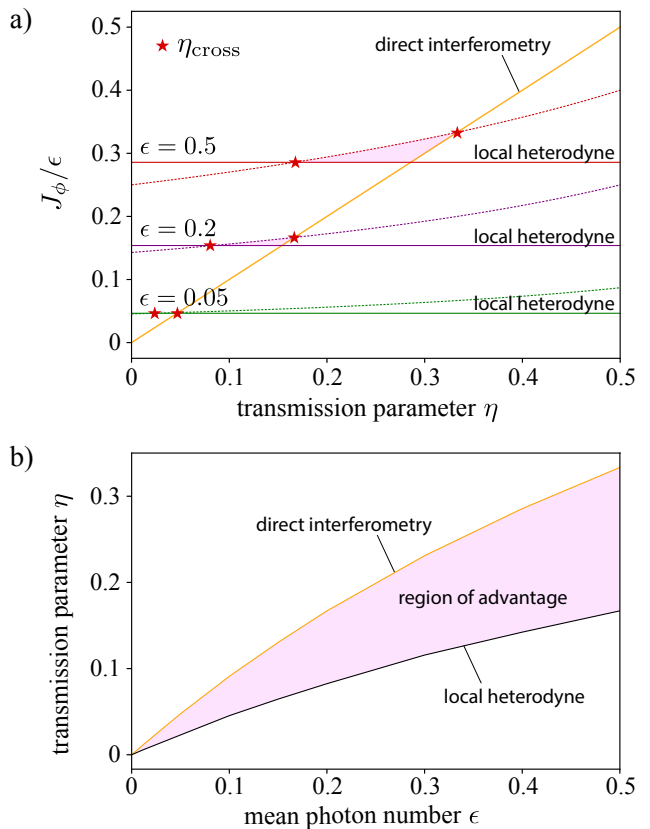 a)
0.5
0.4
0.3
0.2
0.1
0
J_ϕ/ϵ
η_cross
direct interferometry
ϵ = 0.5
local heterodyne
ϵ = 0.2
local heterodyne
ϵ = 0.05
local heterodyne
0 0.1 0.2 0.3 0.4 0.5
transmission parameter η
b)
0.3
0.2
0.1
0
transmission parameter η
direct interferometry
region of advantage
local heterodyne
0 0.1 0.2 0.3 0.4 0.5
mean photon number ϵ